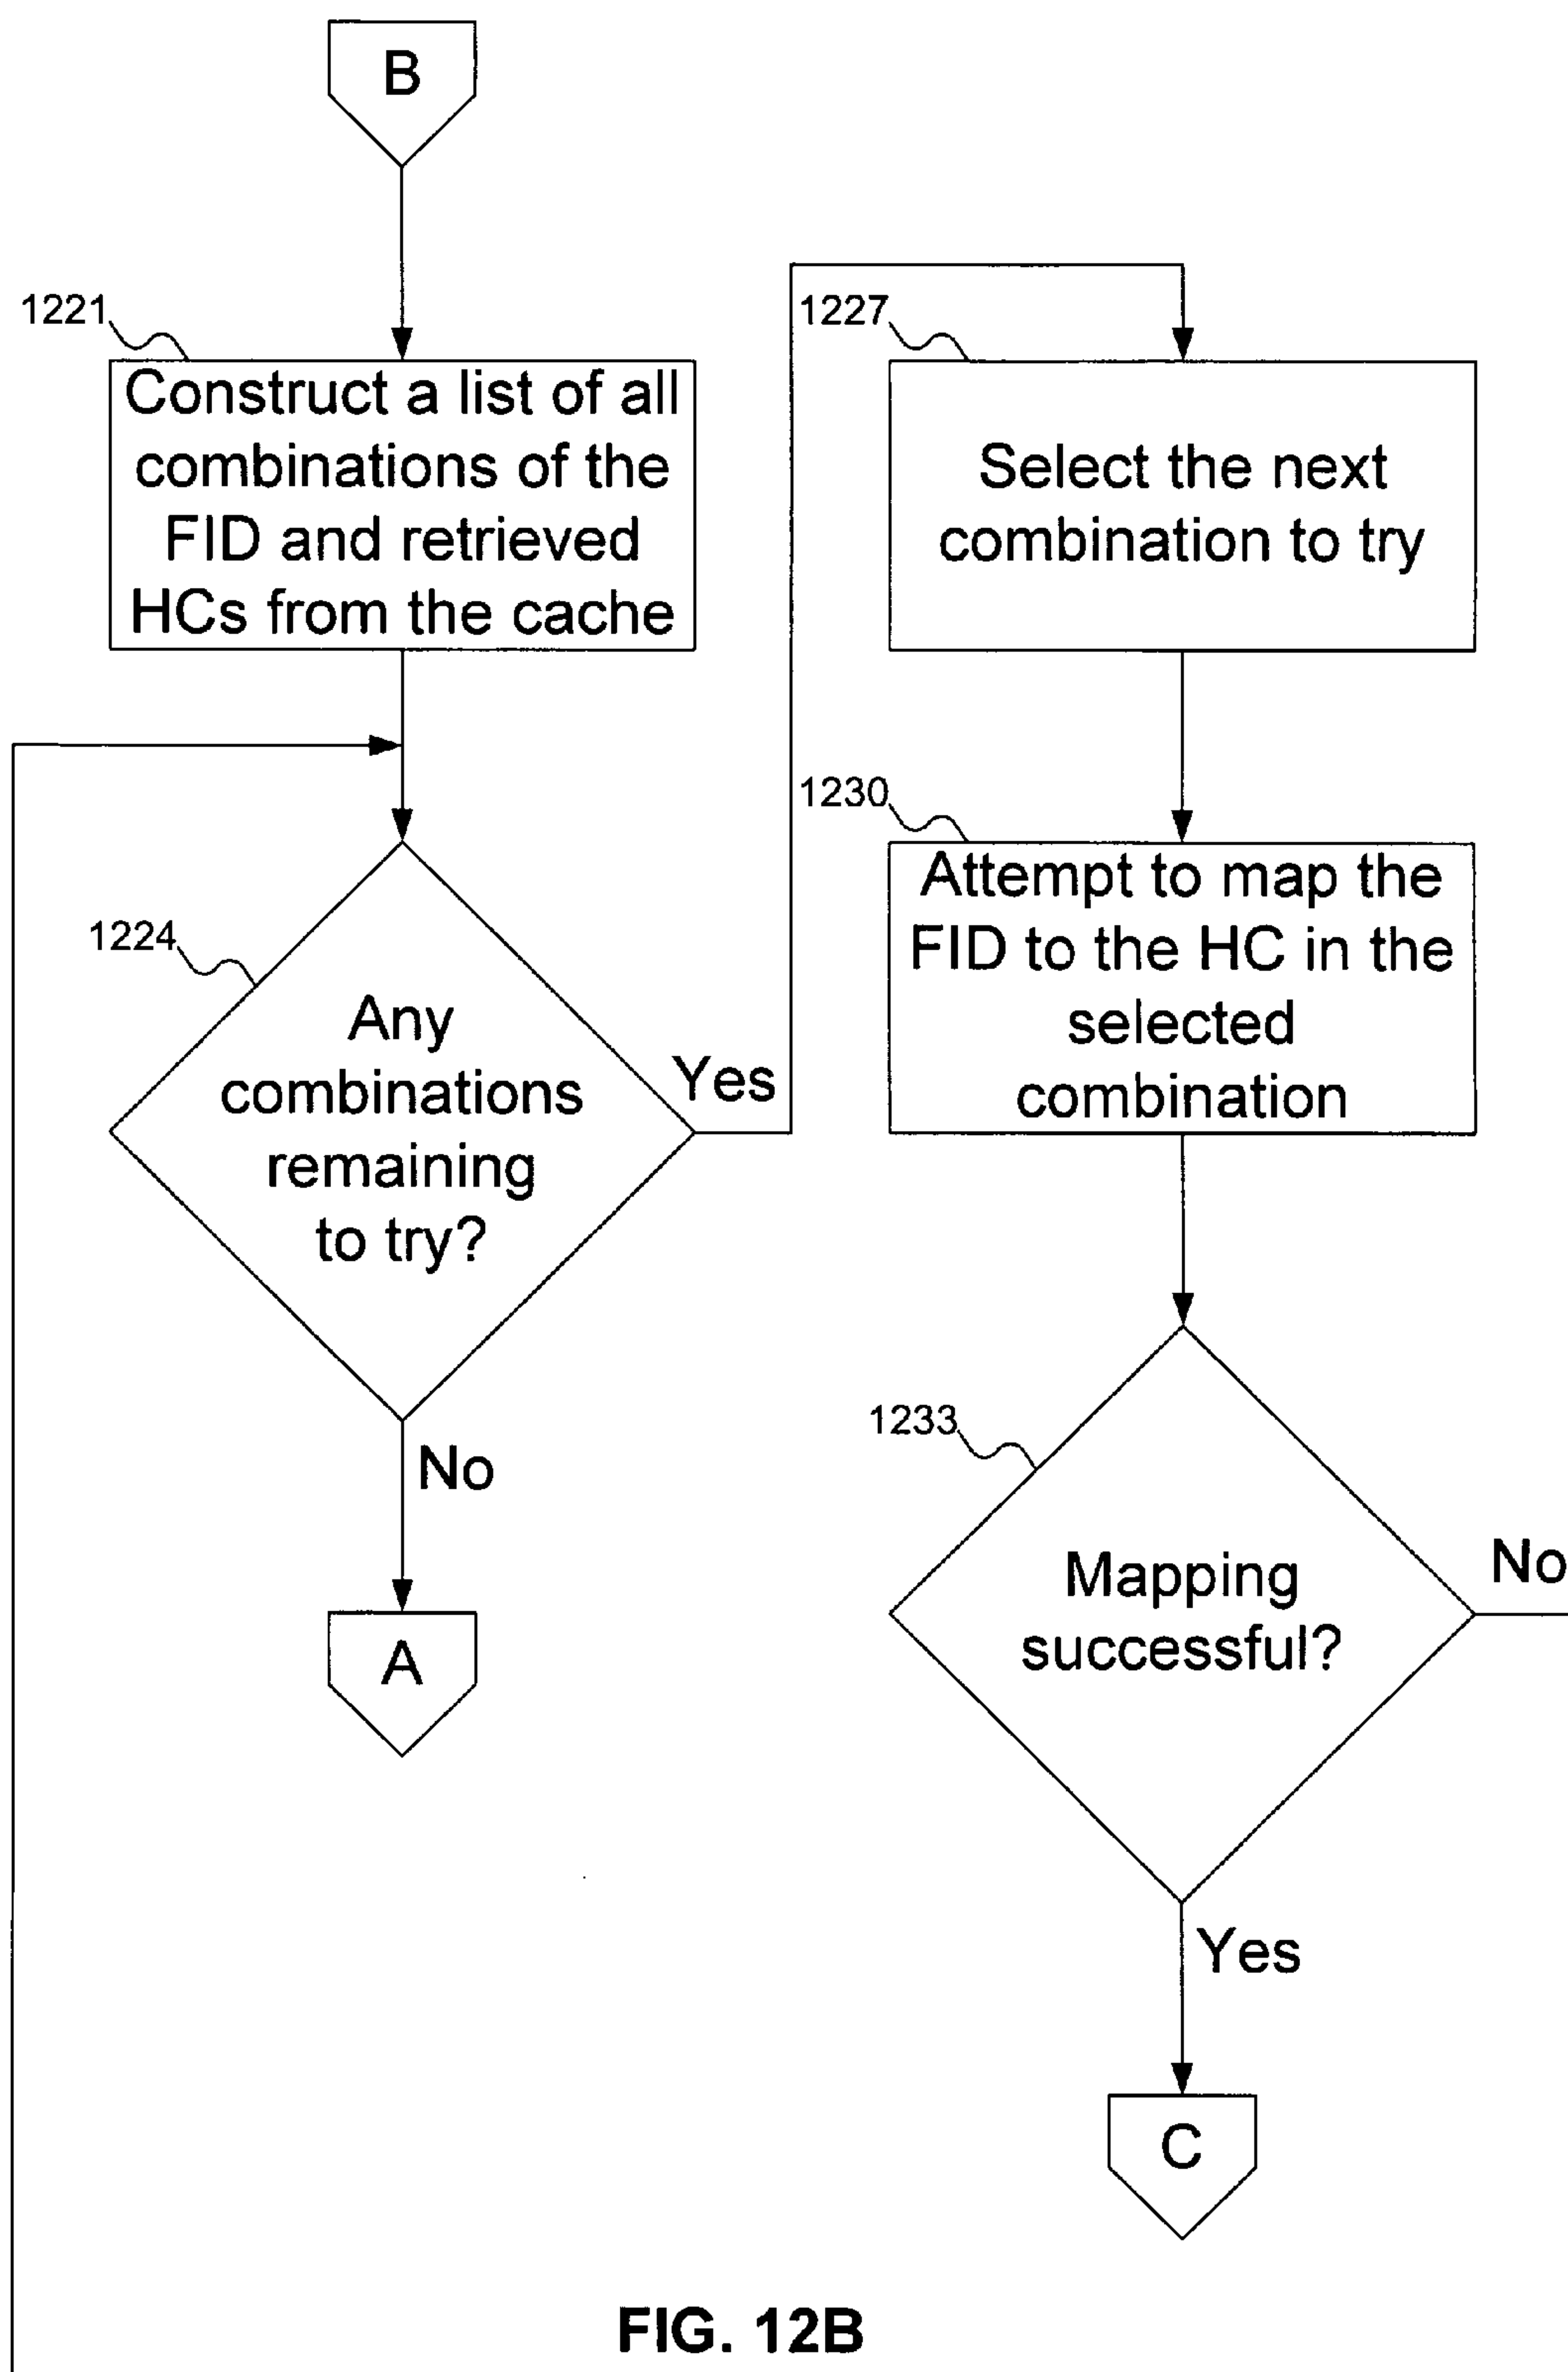 B
1221
Construct a list of all
combinations of the
FID and retrieved
HCs from the cache
1224
Any
combinations
remaining
to try?
Yes
No
A
1227
Select the next
combination to try
1230
Attempt to map the
FID to the HC in the
selected
combination
1233
Mapping
successful?
No
Yes
C
FIG. 12B